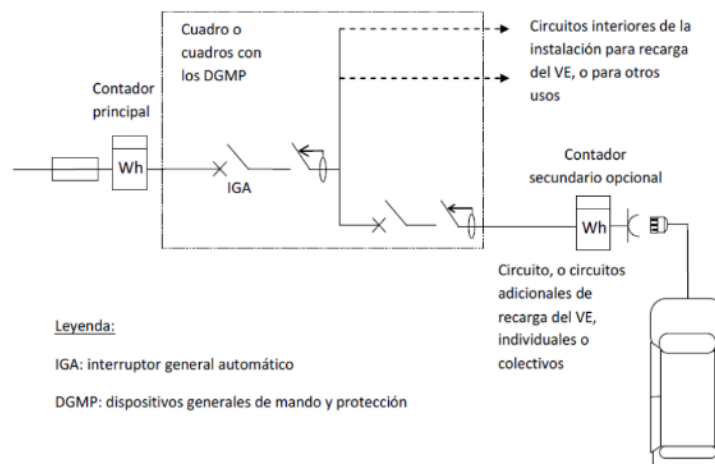 Cuadro o
cuadros con
los DGMP
Circuitos interiores de la
instalación para recarga
del VE, o para otros
usos
Contador
principal
Wh
IGA
Contador
secundario opcional
Wh
Circuito, o circuitos
adicionales de
recarga del VE,
individuales o
colectivos
Leyenda:
IGA: interruptor general automático
DGMP: dispositivos generales de mando y protección